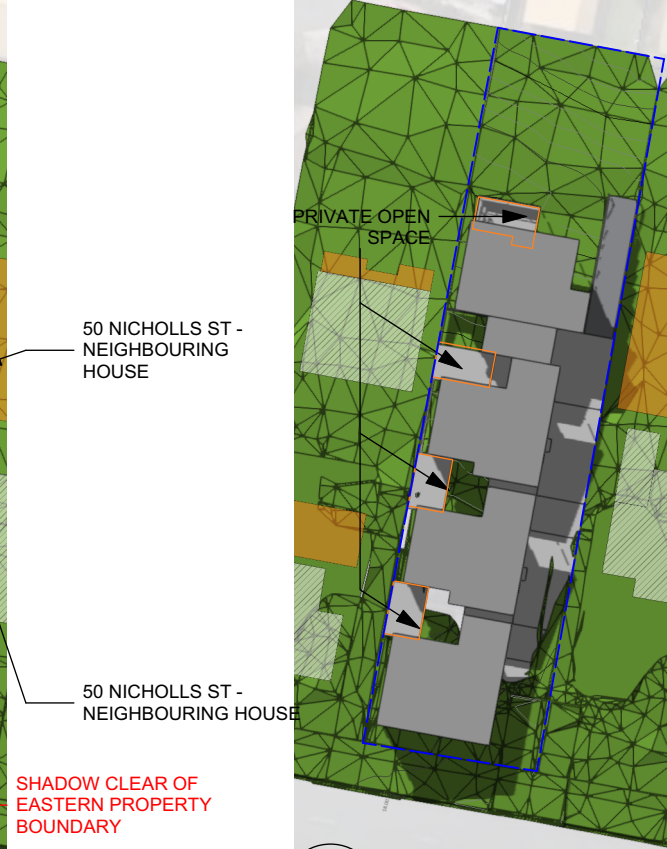 PRIVATE OPEN
SPACE
50 NICHOLLS ST -
NEIGHBOURING
HOUSE
50 NICHOLLS ST -
NEIGHBOURING HOUSE
SHADOW CLEAR OF
EASTERN PROPERTY
BOUNDARY